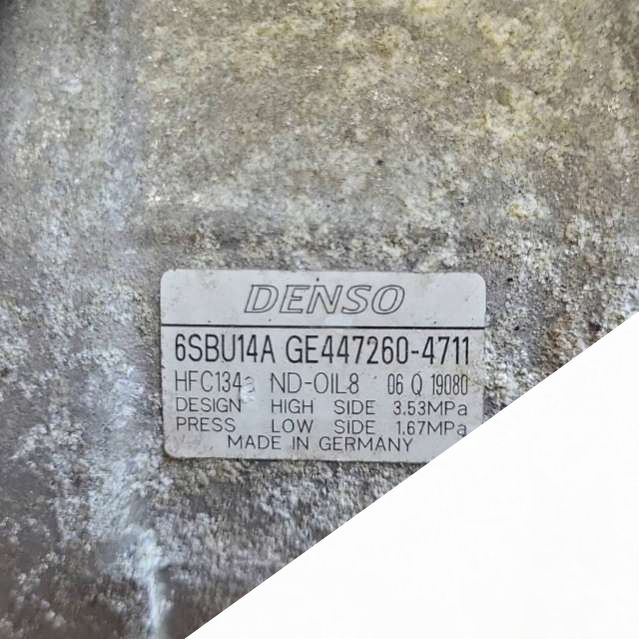 DENSO
6SBU14A GE447260-4711
HFC134a ND-OIL8 06 Q 19080
DESIGN HIGH SIDE 3.53MPa
PRESS LOW SIDE 1.67MPa
MADE IN GERMANY